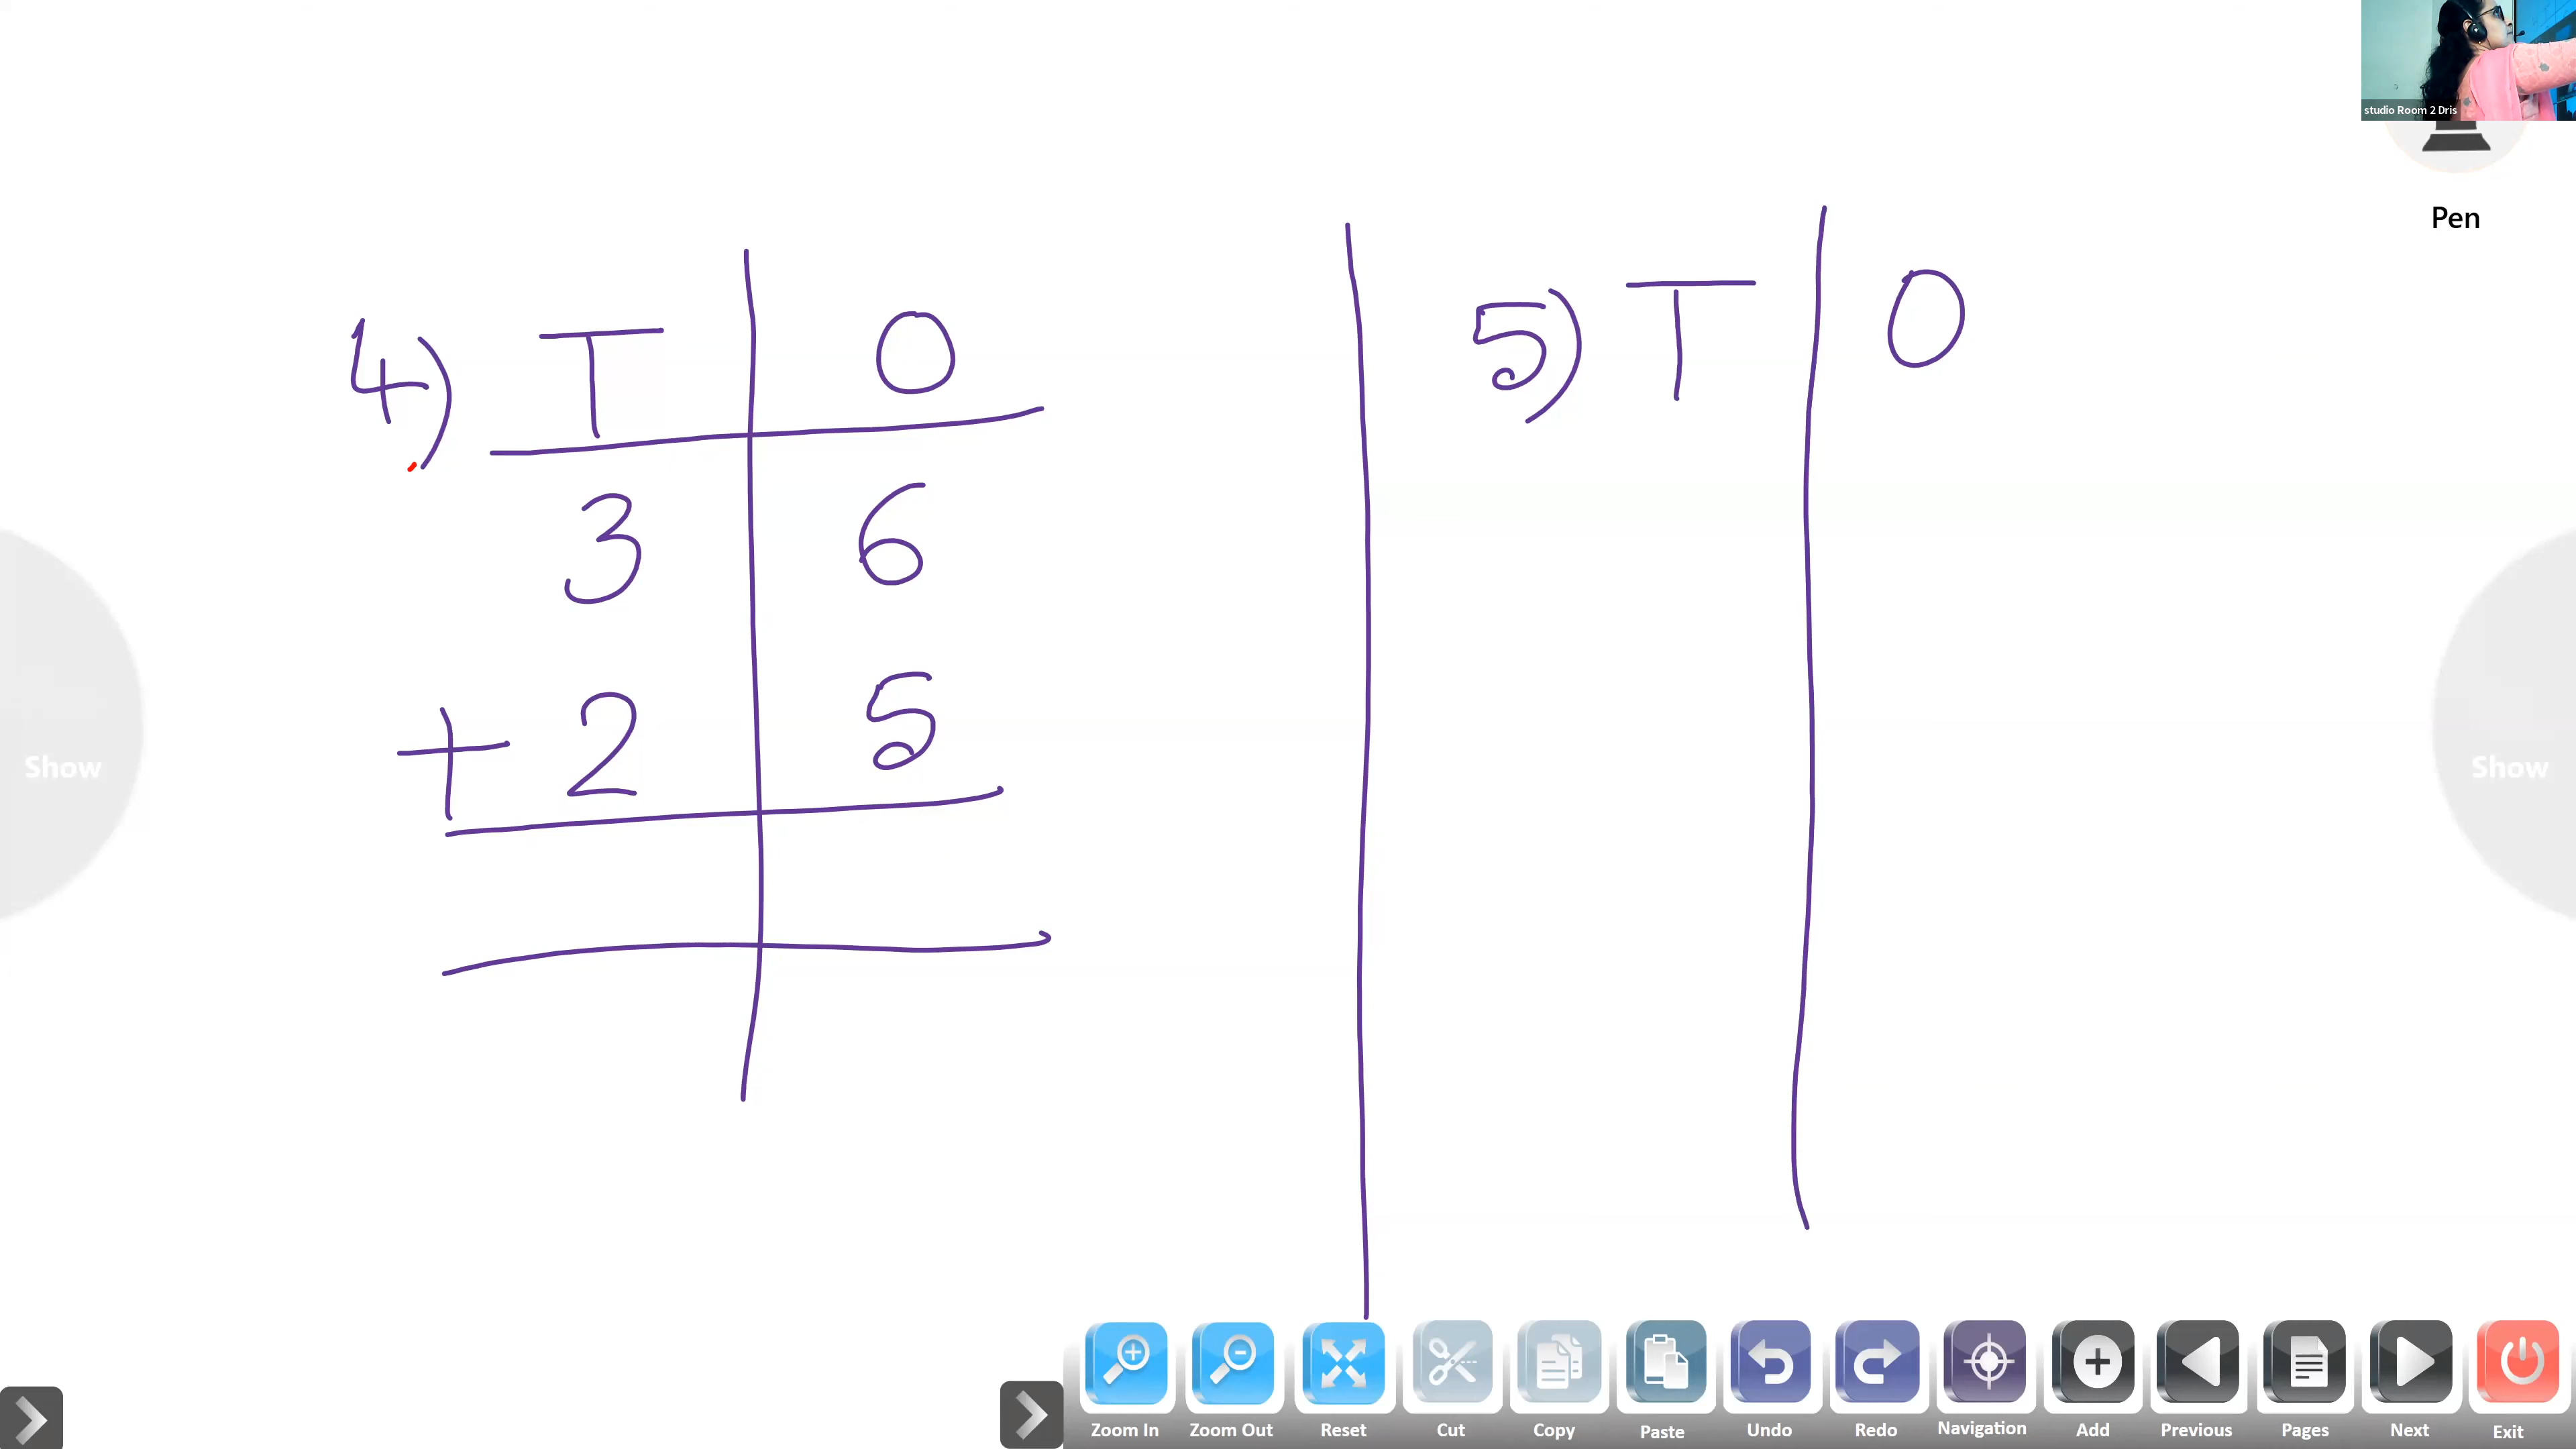 studio Room 2 Dris
Pen
4) T O
3 6
+ 2 5
5) T O
Show
Show
Zoom In Zoom Out Reset Cut Copy Paste Undo Redo Navigation Add Previous Pages Next Exit